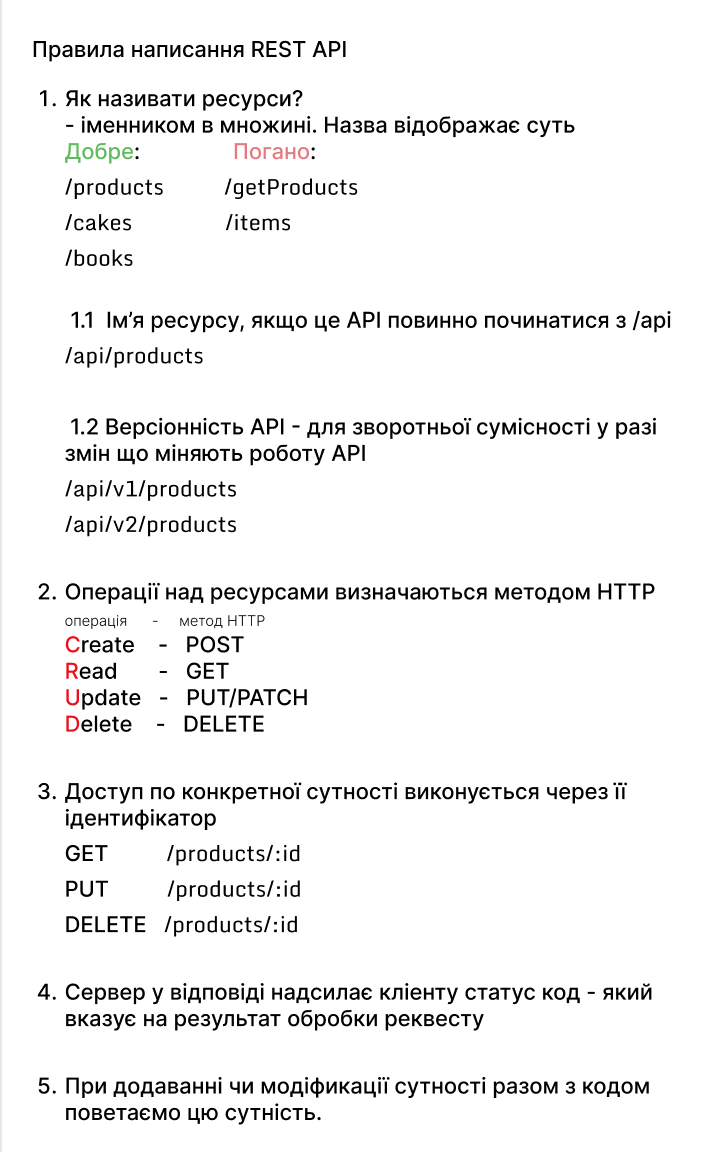 Правила написання REST API
1. Як називати ресурси?
- іменником в множині. Назва відображає суть
Добре: Погано:
/products /getProducts
/cakes /items
/books
1.1 Ім’я ресурсу, якщо це API повинно починатися з /api
/api/products
1.2 Версіонність API - для зворотньої сумісності у разі
змін що міняють роботу API
/api/v1/products
/api/v2/products
2. Операції над ресурсами визначаються методом HTTP
операція - метод HTTP
Create - POST
Read - GET
Update - PUT/PATCH
Delete - DELETE
3. Доступ по конкретної сутності виконується через її
ідентифікатор
GET /products/:id
PUT /products/:id
DELETE /products/:id
4. Сервер у відповіді надсилає клієнту статус код - який
вказує на результат обробки реквесту
5. При додаванні чи модіфикації сутності разом з кодом
поветаємо цю сутність.